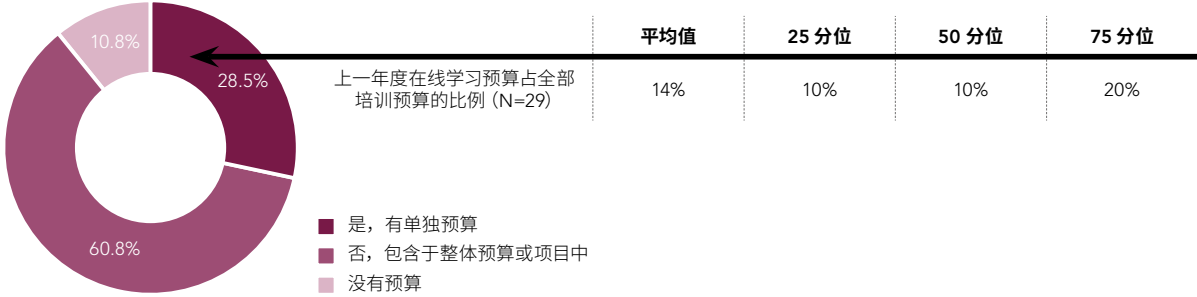 10.8%
28.5%
60.8%
平均值 25 分位 50 分位 75 分位
上一年度在线学习预算占全部
培训预算的比例（N=29）
14% 10% 10% 20%
是，有单独预算
否，包含于整体预算或项目中
没有预算